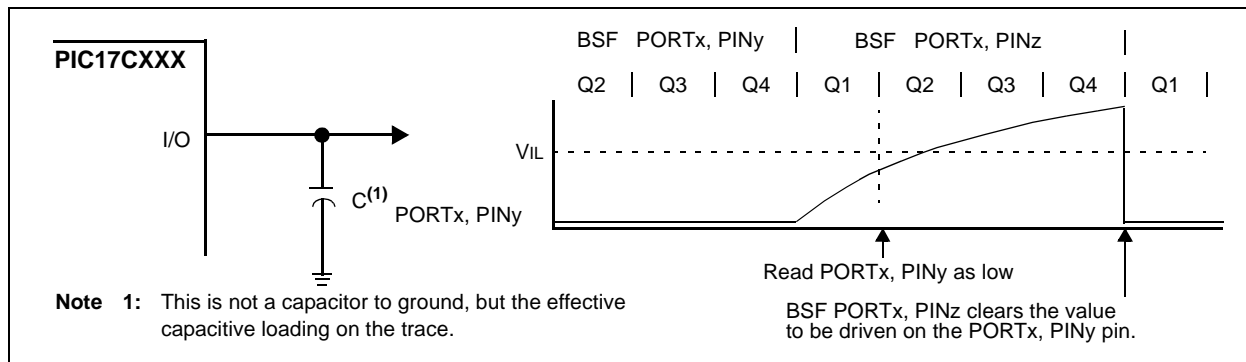 PIC17CXXX
I/O
C(1)
BSF PORTx, PINy | BSF PORTx, PINz |
Q2 | Q3 | Q4 | Q1 | Q2 | Q3 | Q4 | Q1 |
VIL
PORTx, PINy
Read PORTx, PINy as low
BSF PORTx, PINz clears the value
to be driven on the PORTx, PINy pin.
Note 1: This is not a capacitor to ground, but the effective
capacitive loading on the trace.